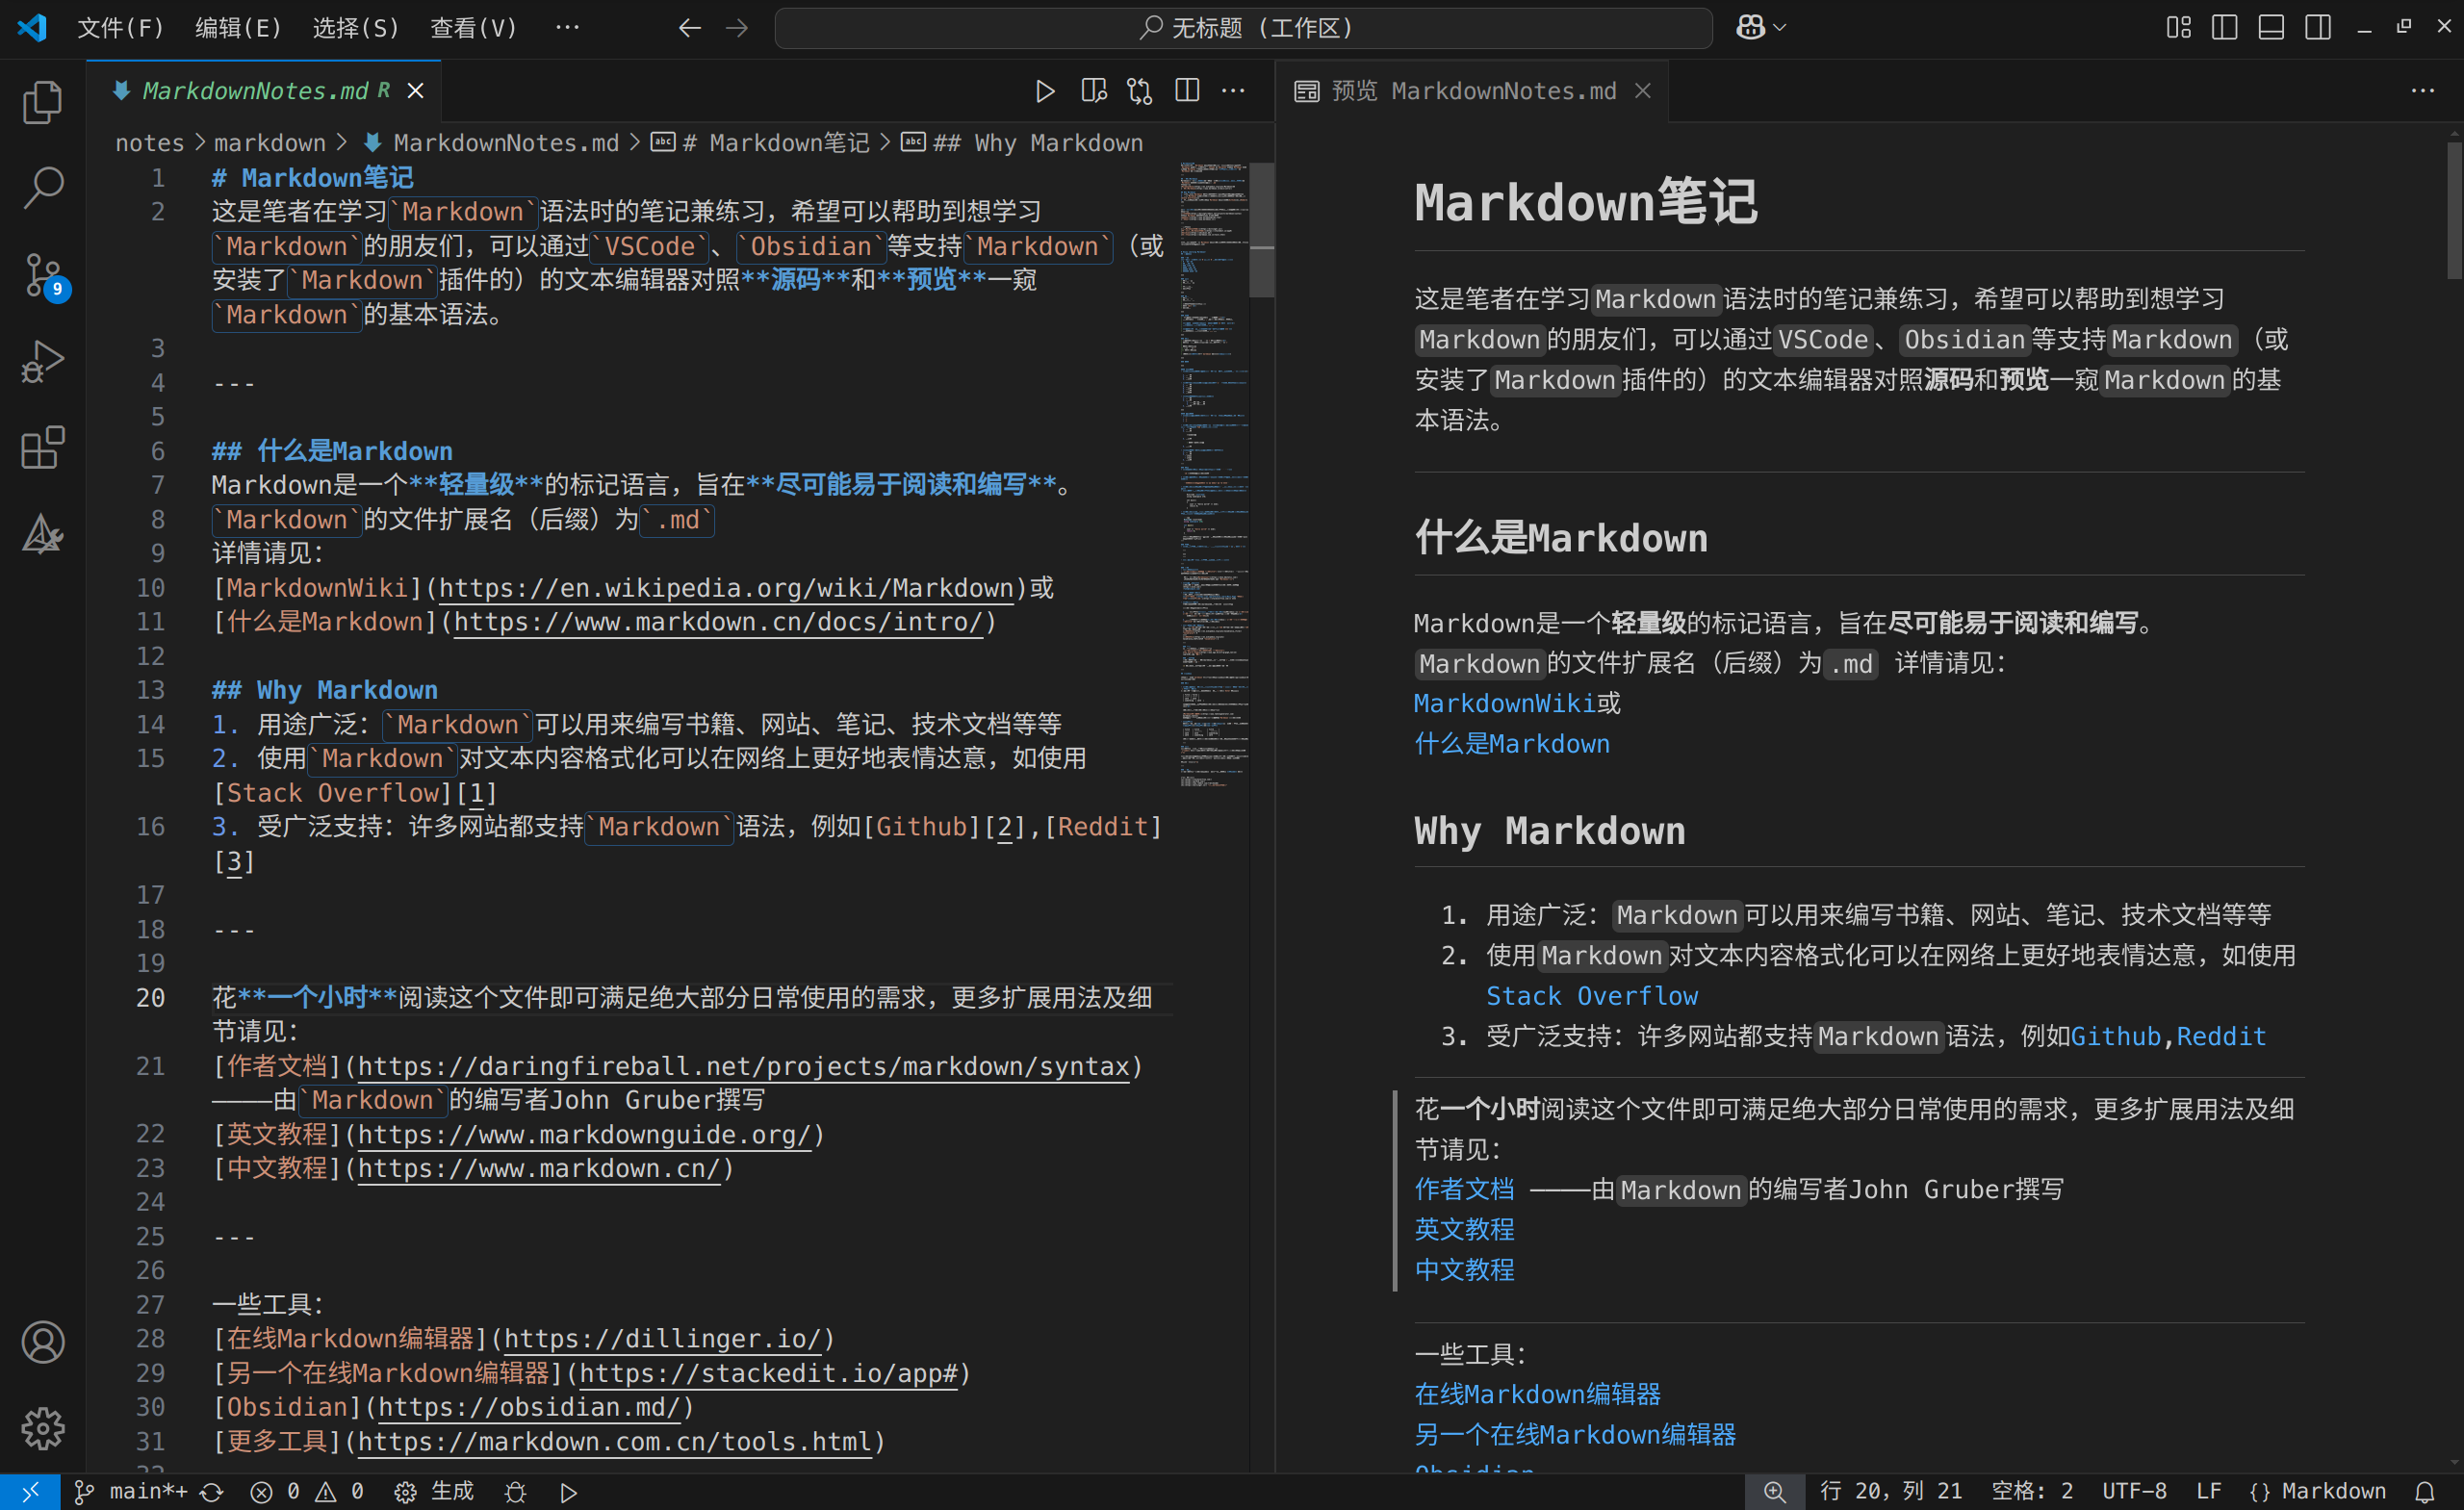 文件(F) 编辑(E) 选择(S) 查看(V) ··· 无标题 (工作区)
MarkdownNotes.md R
预览 MarkdownNotes.md
notes > markdown > MarkdownNotes.md > # Markdown笔记 > ## Why Markdown
1 # Markdown笔记
2 这是笔者在学习`Markdown`语法时的笔记兼练习，希望可以帮助到想学习
`Markdown`的朋友们，可以通过`VSCode`、`Obsidian`等支持`Markdown`（或
安装了`Markdown`插件的）的文本编辑器对照**源码**和**预览**一窥
`Markdown`的基本语法。
3
4 ---
5
6 ## 什么是Markdown
7 Markdown是一个**轻量级**的标记语言，旨在**尽可能易于阅读和编写**。
8 `Markdown`的文件扩展名（后缀）为`.md`
9 详情请见：
10 [MarkdownWiki](https://en.wikipedia.org/wiki/Markdown)或
11 [什么是Markdown](https://www.markdown.cn/docs/intro/)
12
13 ## Why Markdown
14 1. 用途广泛：`Markdown`可以用来编写书籍、网站、笔记、技术文档等等
15 2. 使用`Markdown`对文本内容格式化可以在网络上更好地表情达意，如使用
[Stack Overflow][1]
16 3. 受广泛支持：许多网站都支持`Markdown`语法，例如[Github][2],[Reddit]
[3]
17
18 ---
19
20 花**一个小时**阅读这个文件即可满足绝大部分日常使用的需求，更多扩展用法及细
节请见：
21 [作者文档](https://daringfireball.net/projects/markdown/syntax)
————由`Markdown`的编写者John Gruber撰写
22 [英文教程](https://www.markdownguide.org/)
23 [中文教程](https://www.markdown.cn/)
24
25 ---
26
27 一些工具：
28 [在线Markdown编辑器](https://dillinger.io/)
29 [另一个在线Markdown编辑器](https://stackedit.io/app#)
30 [Obsidian](https://obsidian.md/)
31 [更多工具](https://markdown.com.cn/tools.html)
Markdown笔记
这是笔者在学习Markdown语法时的笔记兼练习，希望可以帮助到想学习
Markdown的朋友们，可以通过VSCode、Obsidian等支持Markdown（或
安装了Markdown插件的）的文本编辑器对照源码和预览一窥Markdown的基
本语法。
什么是Markdown
Markdown是一个轻量级的标记语言，旨在尽可能易于阅读和编写。
Markdown的文件扩展名（后缀）为.md 详情请见：
MarkdownWiki或
什么是Markdown
Why Markdown
1. 用途广泛：Markdown可以用来编写书籍、网站、笔记、技术文档等等
2. 使用Markdown对文本内容格式化可以在网络上更好地表情达意，如使用
Stack Overflow
3. 受广泛支持：许多网站都支持Markdown语法，例如Github,Reddit
花一个小时阅读这个文件即可满足绝大部分日常使用的需求，更多扩展用法及细
节请见：
作者文档 ————由Markdown的编写者John Gruber撰写
英文教程
中文教程
一些工具：
在线Markdown编辑器
另一个在线Markdown编辑器
Obsidian
9
main*+ 0 0 生成 行 20，列 21 空格: 2 UTF-8 LF {} Markdown